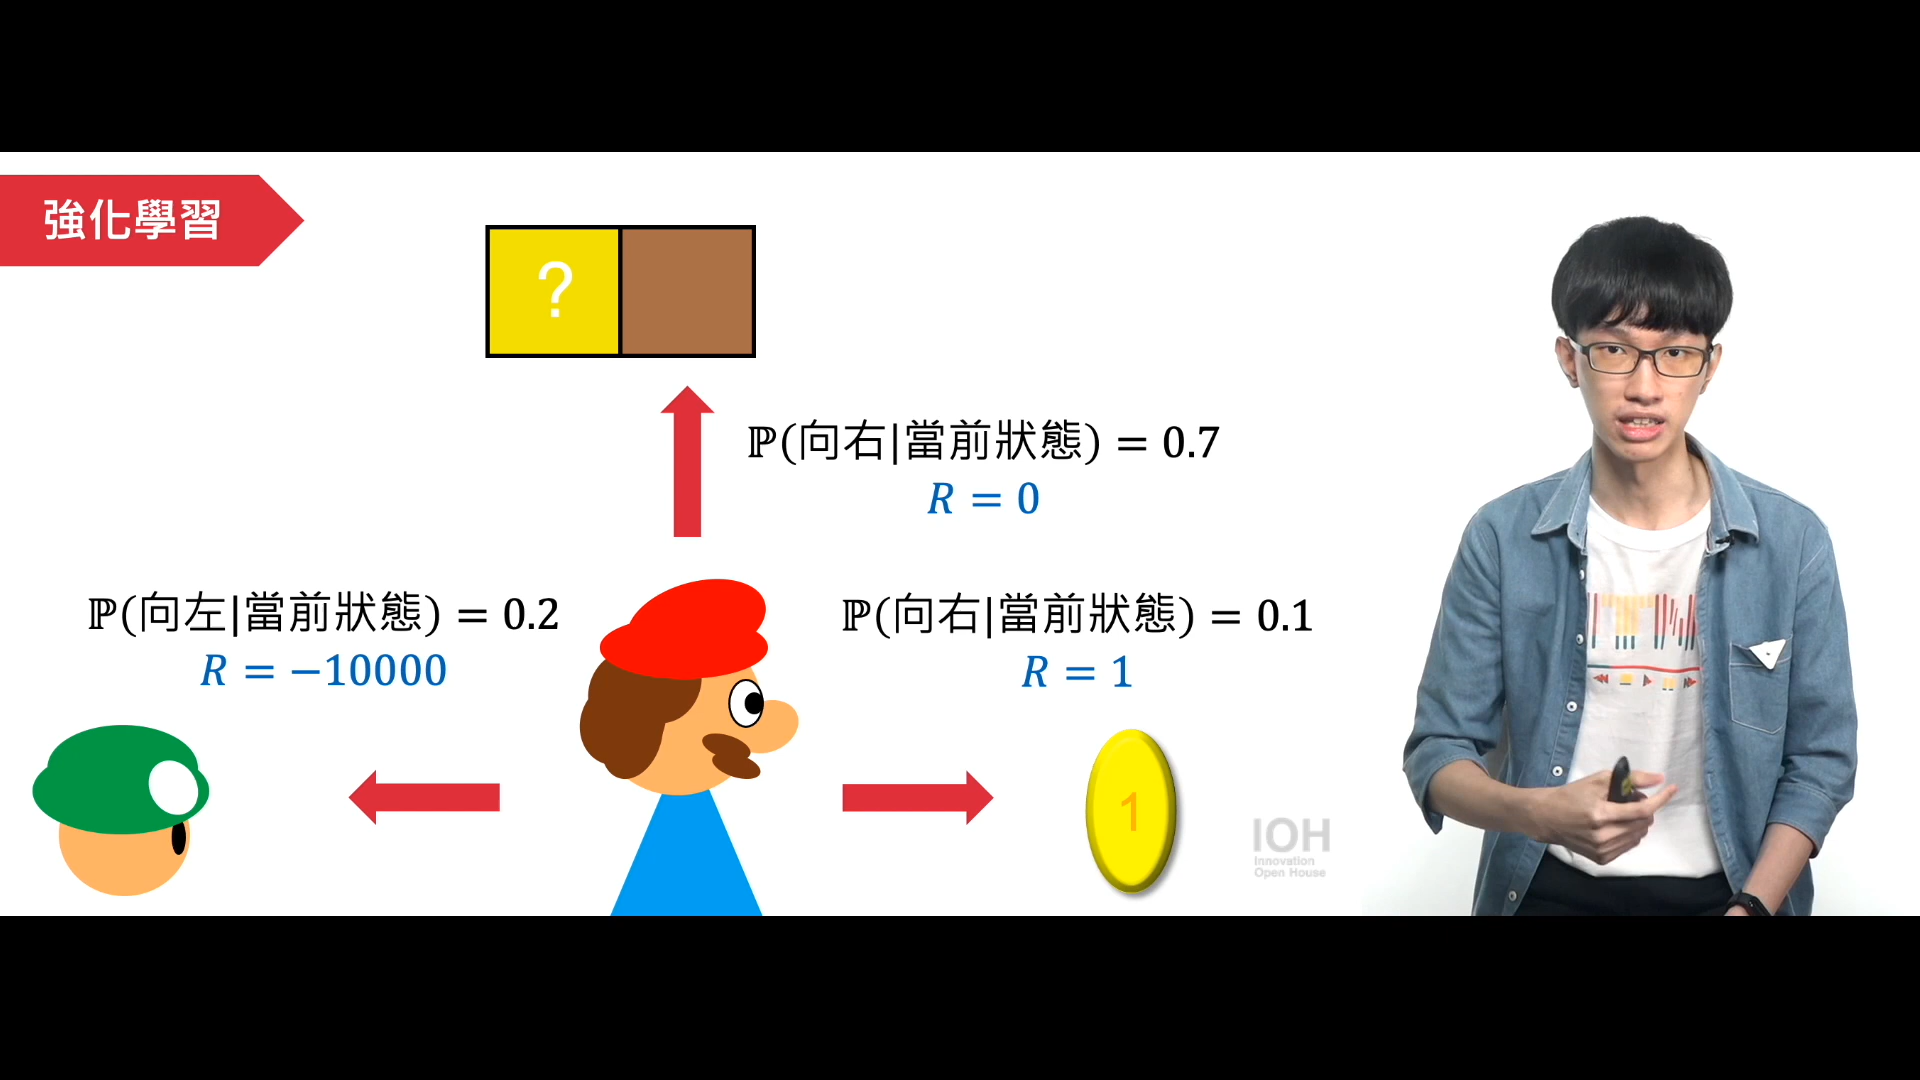 強化學習
?
ℙ(向右|當前狀態) = 0.7
R = 0
ℙ(向左|當前狀態) = 0.2
R = −10000
ℙ(向右|當前狀態) = 0.1
R = 1
1
IOH
Innovation
Open House